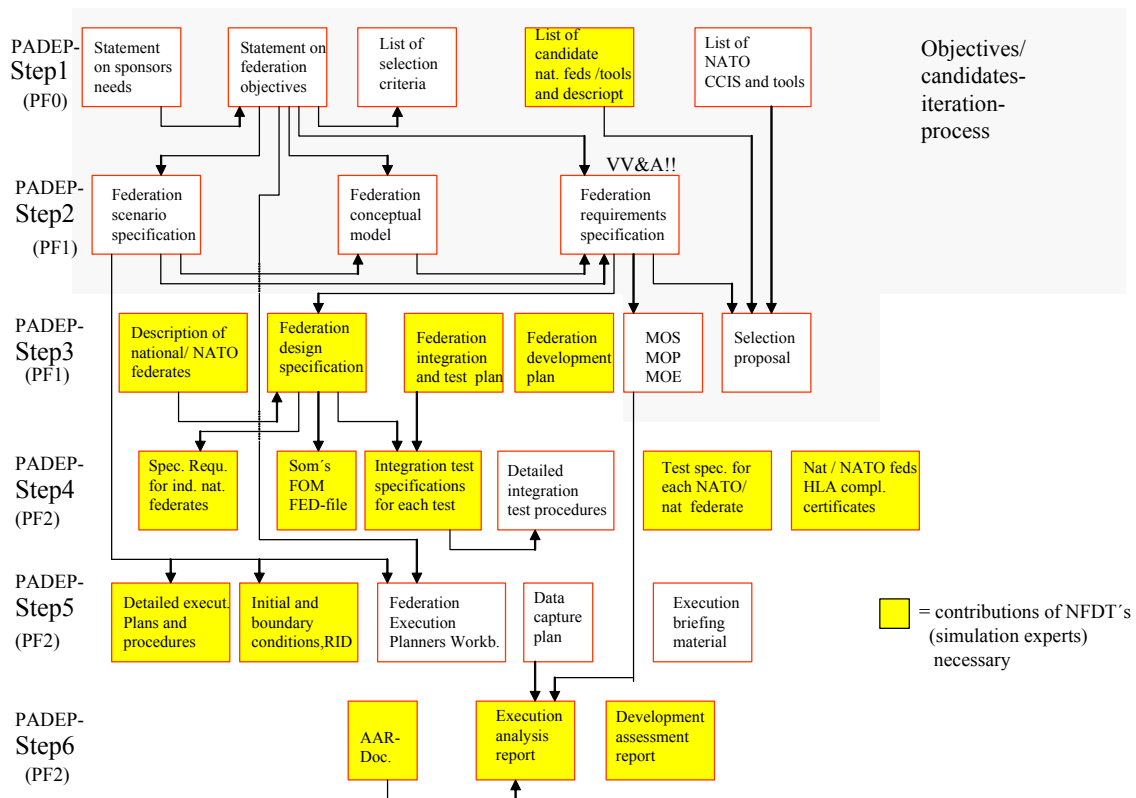 PADEP-
Step1
(PF0)
Statement
on sponsors
needs
Statement on
federation
objectives
List of
selection
criteria
List of
candidate
nat. feds /tools
and descriopt
List of
NATO
CCIS and tools
Objectives/
candidates-
iteration-
process
PADEP-
Step2
(PF1)
Federation
scenario
specification
Federation
conceptual
model
VV&A!!
Federation
requirements
specification
PADEP-
Step3
(PF1)
Description of
national/ NATO
federates
Federation
design
specification
Federation
integration
and test plan
Federation
development
plan
MOS
MOP
MOE
Selection
proposal
PADEP-
Step4
(PF2)
Spec. Requ.
for ind. nat.
federates
Som´s
FOM
FED-file
Integration test
specifications
for each test
Detailed
integration
test procedures
Test spec. for
each NATO/
nat federate
Nat / NATO feds
HLA compl.
certificates
PADEP-
Step5
(PF2)
Detailed execut.
Plans and
procedures
Initial and
boundary
conditions,RID
Federation
Execution
Planners Workb.
Data
capture
plan
Execution
briefing
material
= contributions of NFDT´s
(simulation experts)
necessary
PADEP-
Step6
(PF2)
AAR-
Doc.
Execution
analysis
report
Development
assessment
report